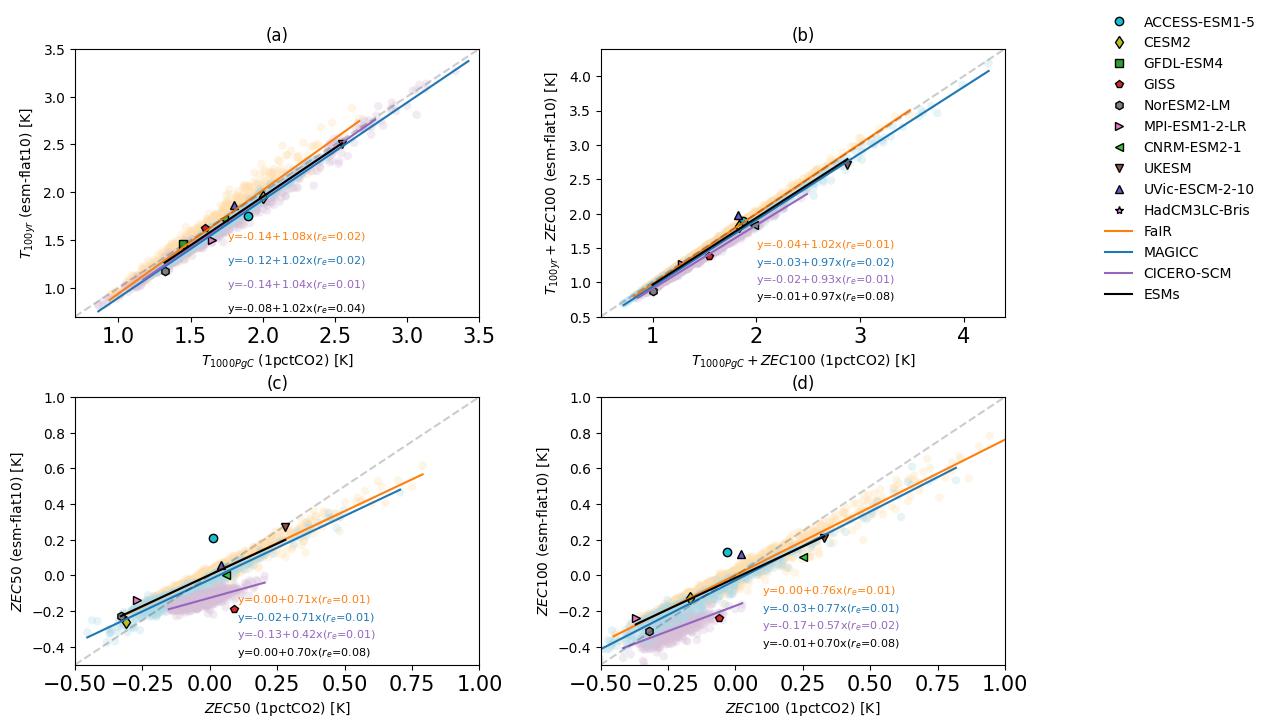 (a)
3.5
3.0
2.5
2.0
1.5
1.0
T100yr (esm-flat10) [K]
y=-0.14+1.08x(re=0.02)
y=-0.12+1.02x(re=0.02)
y=-0.14+1.04x(re=0.01)
y=-0.08+1.02x(re=0.04)
1.0 1.5 2.0 2.5 3.0 3.5
T1000PgC (1pctCO2) [K]
(b)
4.0
3.5
3.0
2.5
2.0
1.5
1.0
0.5
T100yr + ZEC100 (esm-flat10) [K]
y=-0.04+1.02x(re=0.01)
y=-0.03+0.97x(re=0.02)
y=-0.02+0.93x(re=0.01)
y=-0.01+0.97x(re=0.08)
1 2 3 4
T1000PgC + ZEC100 (1pctCO2) [K]
ACCESS-ESM1-5
CESM2
GFDL-ESM4
GISS
NorESM2-LM
MPI-ESM1-2-LR
CNRM-ESM2-1
UKESM
UVic-ESCM-2-10
HadCM3LC-Bris
FaIR
MAGICC
CICERO-SCM
ESMs
(c)
1.0
0.8
0.6
0.4
0.2
0.0
−0.2
−0.4
ZEC50 (esm-flat10) [K]
y=0.00+0.71x(re=0.01)
y=-0.02+0.71x(re=0.01)
y=-0.13+0.42x(re=0.01)
y=0.00+0.70x(re=0.08)
−0.50 −0.25 0.00 0.25 0.50 0.75 1.00
ZEC50 (1pctCO2) [K]
(d)
1.0
0.8
0.6
0.4
0.2
0.0
−0.2
−0.4
ZEC100 (esm-flat10) [K]
y=0.00+0.76x(re=0.01)
y=-0.03+0.77x(re=0.01)
y=-0.17+0.57x(re=0.02)
y=-0.01+0.70x(re=0.08)
−0.50 −0.25 0.00 0.25 0.50 0.75 1.00
ZEC100 (1pctCO2) [K]